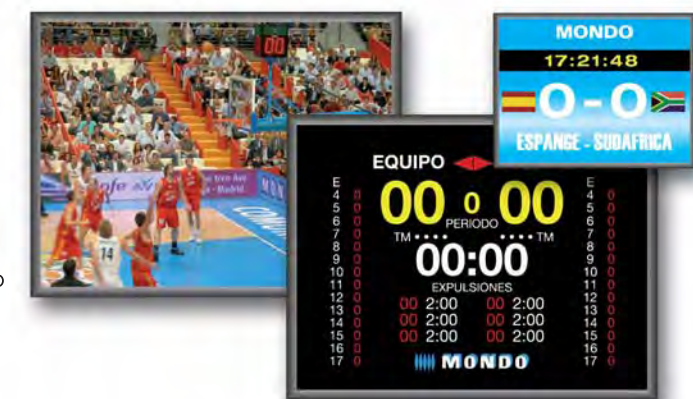 MONDO
17:21:48
0 - 0
ESPANGE - SUDAFRICA
00
14
Madrid
EQUIPO
00 0 00
PERIODO
TM •••• •••• TM
00:00
EXPULSIONES
00 2:00 00 2:00
00 2:00 00 2:00
00 2:00 00 2:00
MONDO
E E
4 0 4 0
5 0 5 0
6 0 6 0
7 0 7 0
8 0 8 0
9 0 9 0
10 0 10 0
11 0 11 0
12 0 12 0
13 0 13 0
14 0 14 0
15 0 15 0
16 0 16 0
17 0 17 0